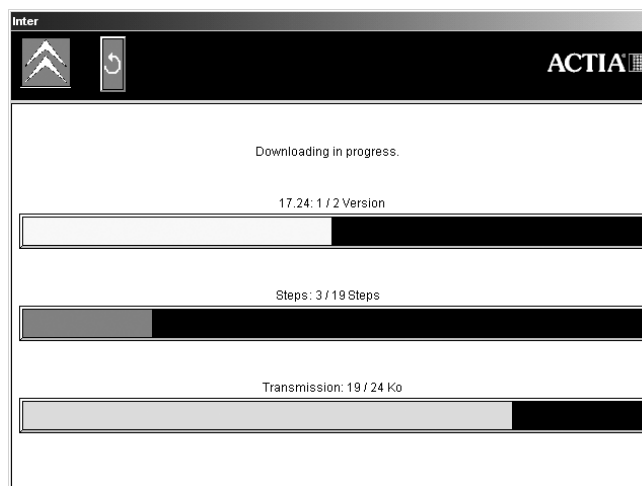 Inter
ACTIA
Downloading in progress.
17.24: 1 / 2 Version
Steps: 3 / 19 Steps
Transmission: 19 / 24 Ko